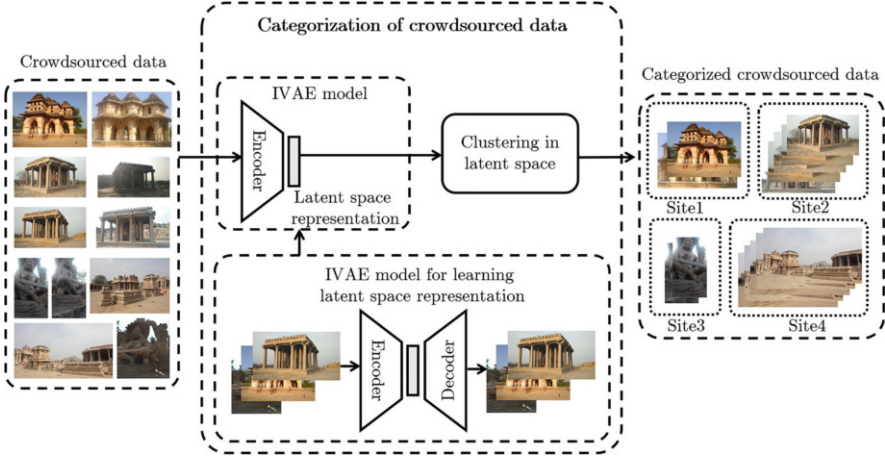 Categorization of crowdsourced data
Crowdsourced data
IVAE model
Encoder
Latent space
representation
Clustering in
latent space
Categorized crowdsourced data
Site1
Site2
Site3
Site4
IVAE model for learning
latent space representation
Encoder
Decoder